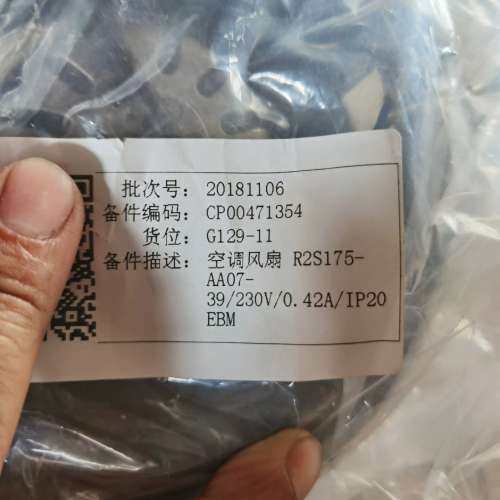 批次号: 20181106
备件编码: CP00471354
货位: G129-11
备件描述: 空调风扇 R2S175-
AA07-
39/230V/0.42A/IP20
EBM